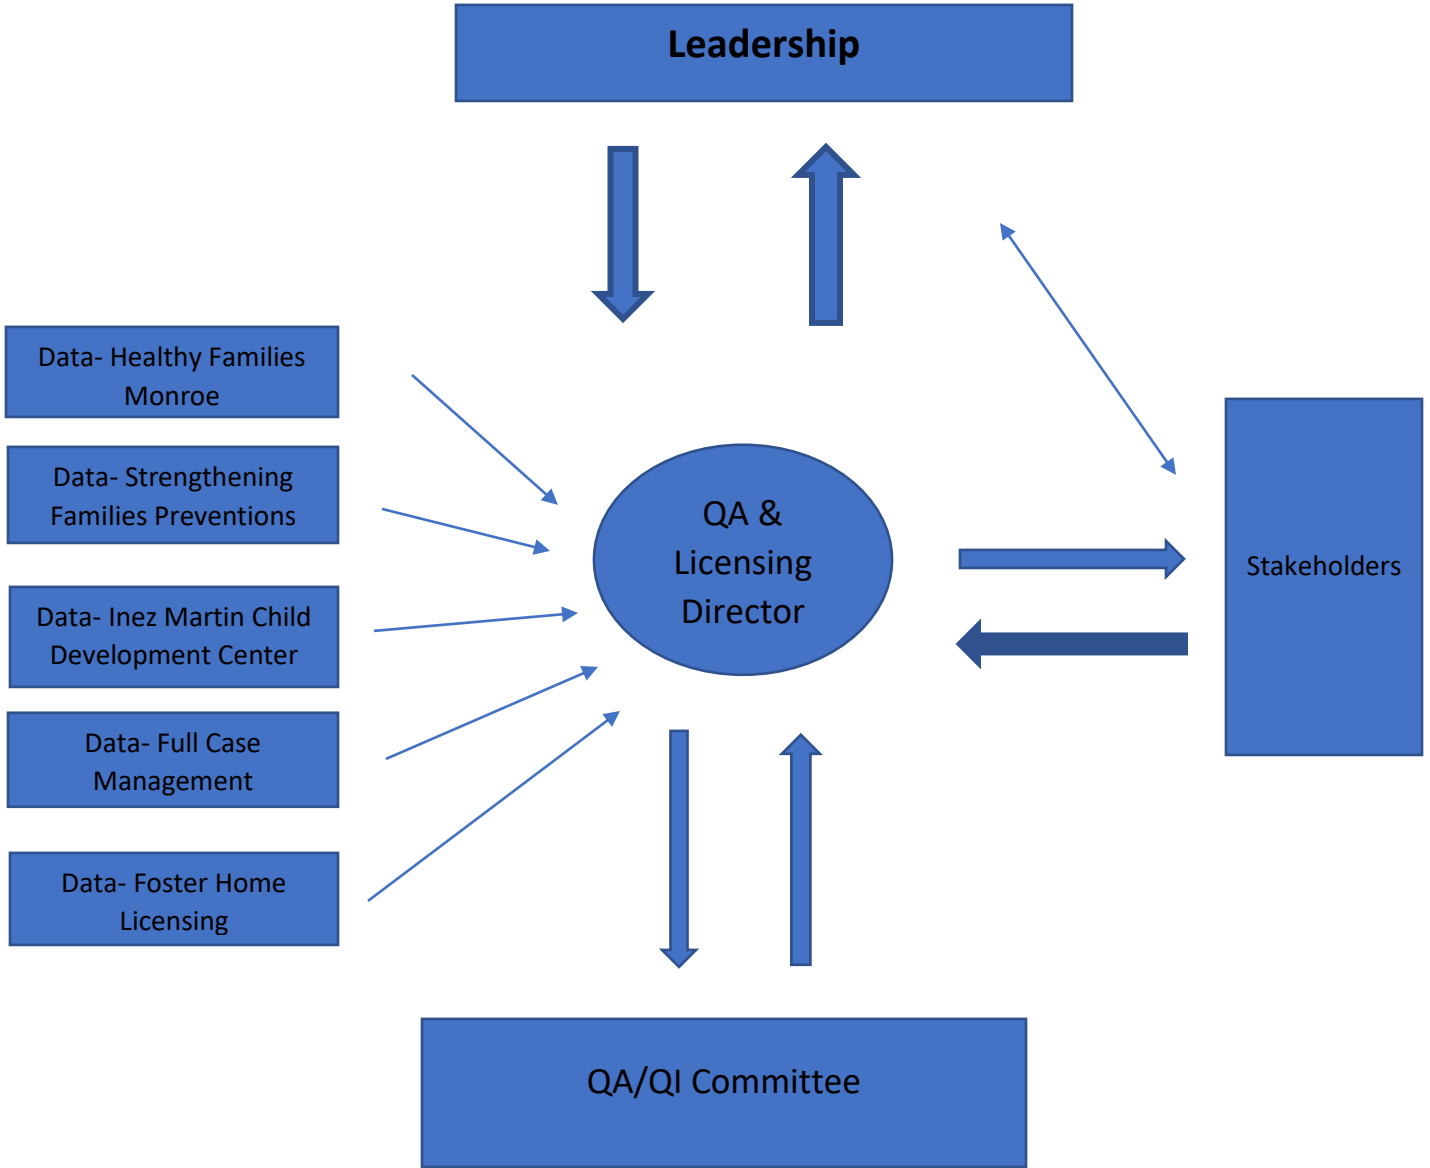 Leadership
Data- Healthy Families
Monroe
Data- Strengthening
Families Preventions
Data- Inez Martin Child
Development Center
Data- Full Case
Management
Data- Foster Home
Licensing
QA &
Licensing
Director
Stakeholders
QA/QI Committee